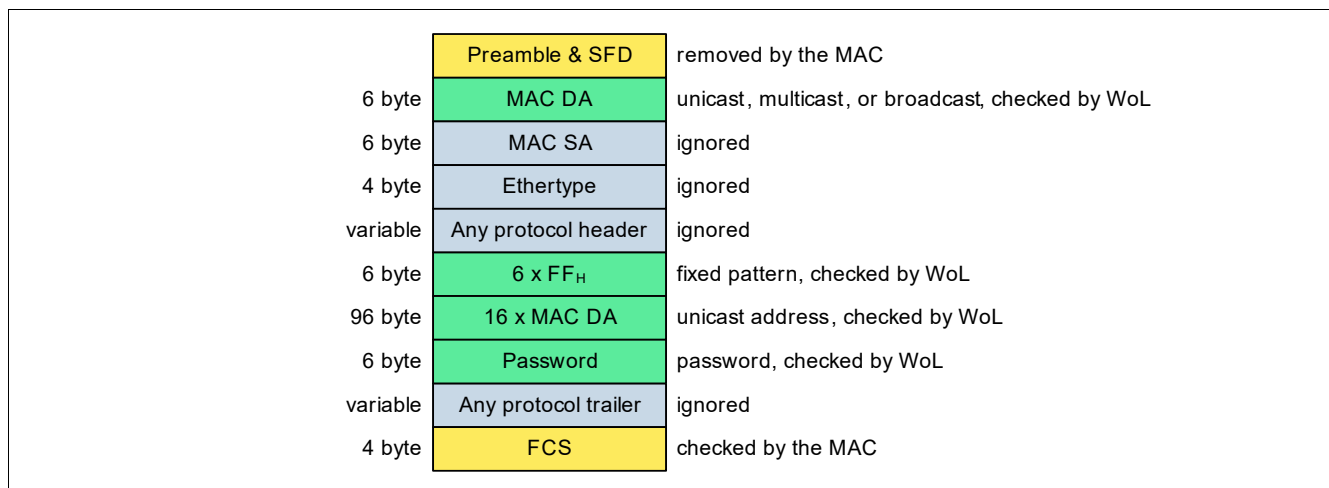 Preamble & SFD removed by the MAC
6 byte MAC DA unicast, multicast, or broadcast, checked by WoL
6 byte MAC SA ignored
4 byte Ethertype ignored
variable Any protocol header ignored
6 byte 6 x FFH fixed pattern, checked by WoL
96 byte 16 x MAC DA unicast address, checked by WoL
6 byte Password password, checked by WoL
variable Any protocol trailer ignored
4 byte FCS checked by the MAC